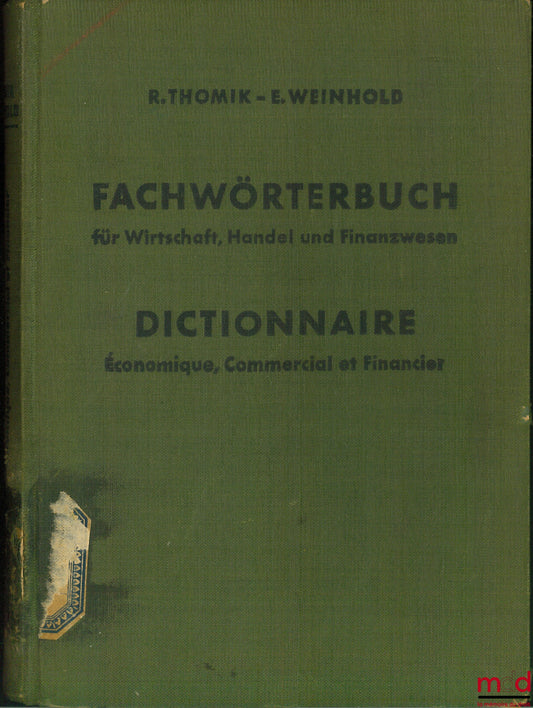 R. THOMIK – E. WEINHOLD
FACHWÖRTERBUCH
für Wirtschaft, Handel und Finanzwesen
DICTIONNAIRE
Économique, Commercial et Financier